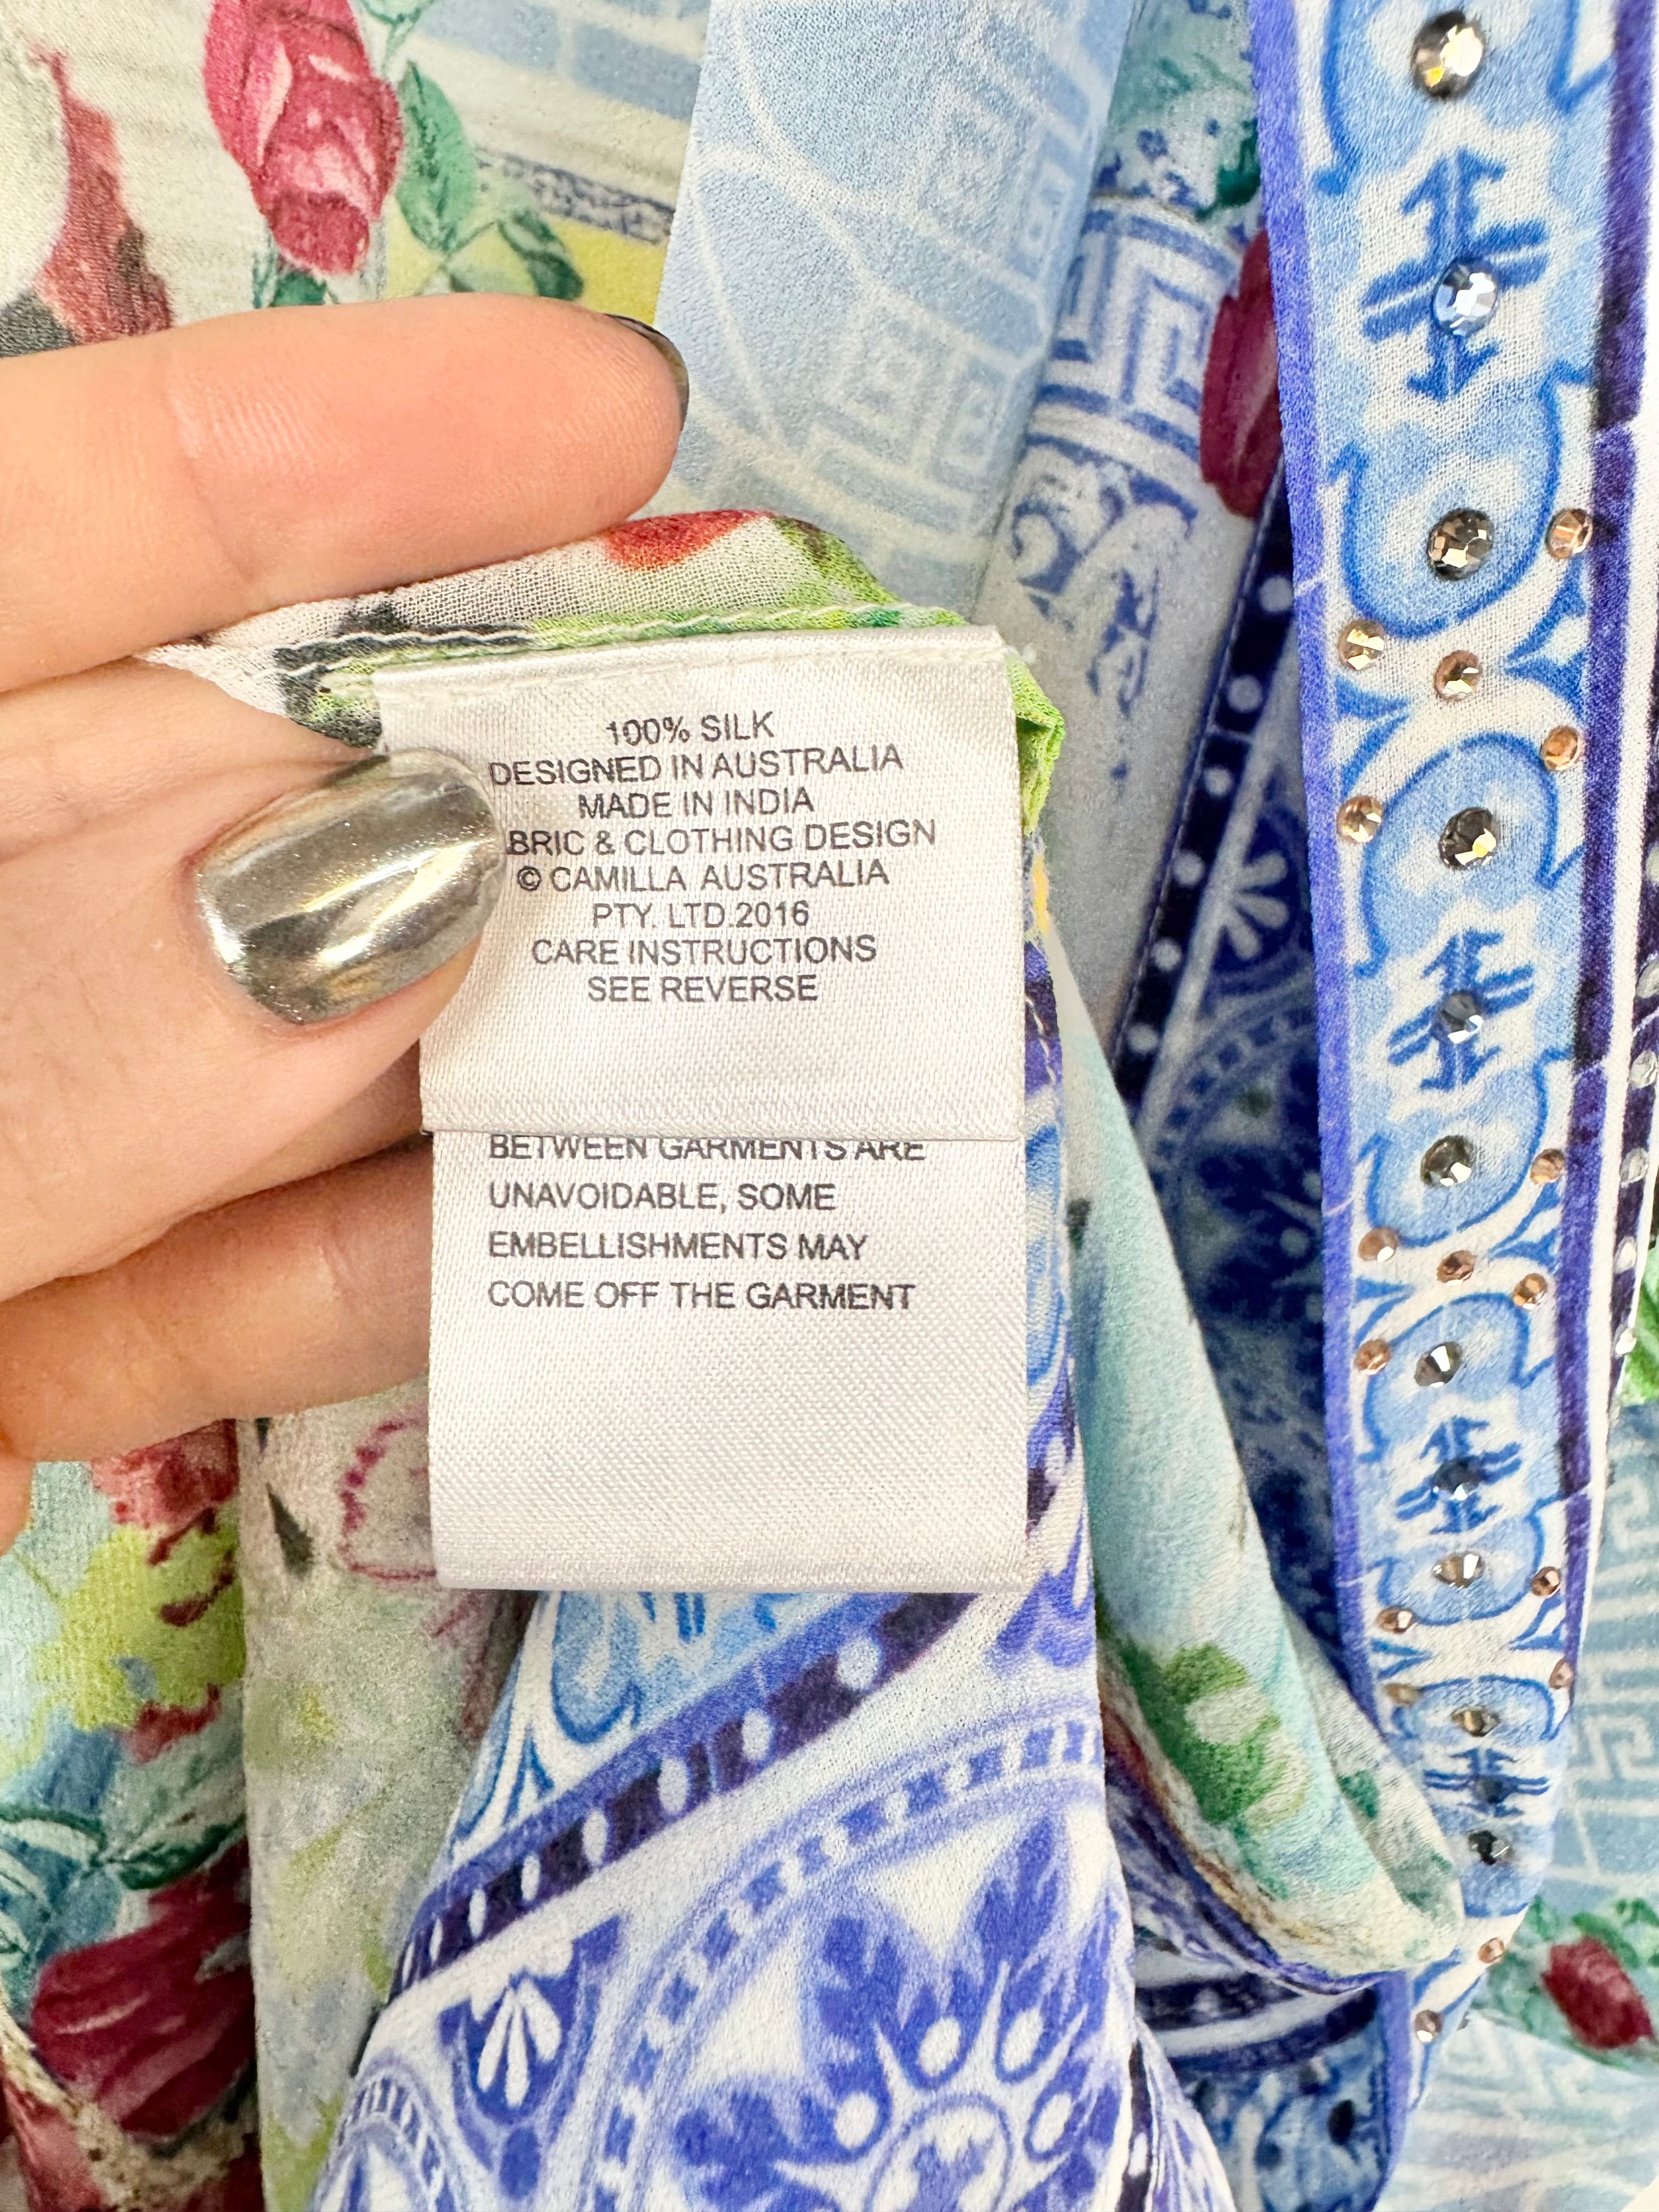 100% SILK
DESIGNED IN AUSTRALIA
MADE IN INDIA
BRIC & CLOTHING DESIGN
© CAMILLA AUSTRALIA
PTY. LTD.2016
CARE INSTRUCTIONS
SEE REVERSE
BETWEEN GARMENTS ARE
UNAVOIDABLE, SOME
EMBELLISHMENTS MAY
COME OFF THE GARMENT